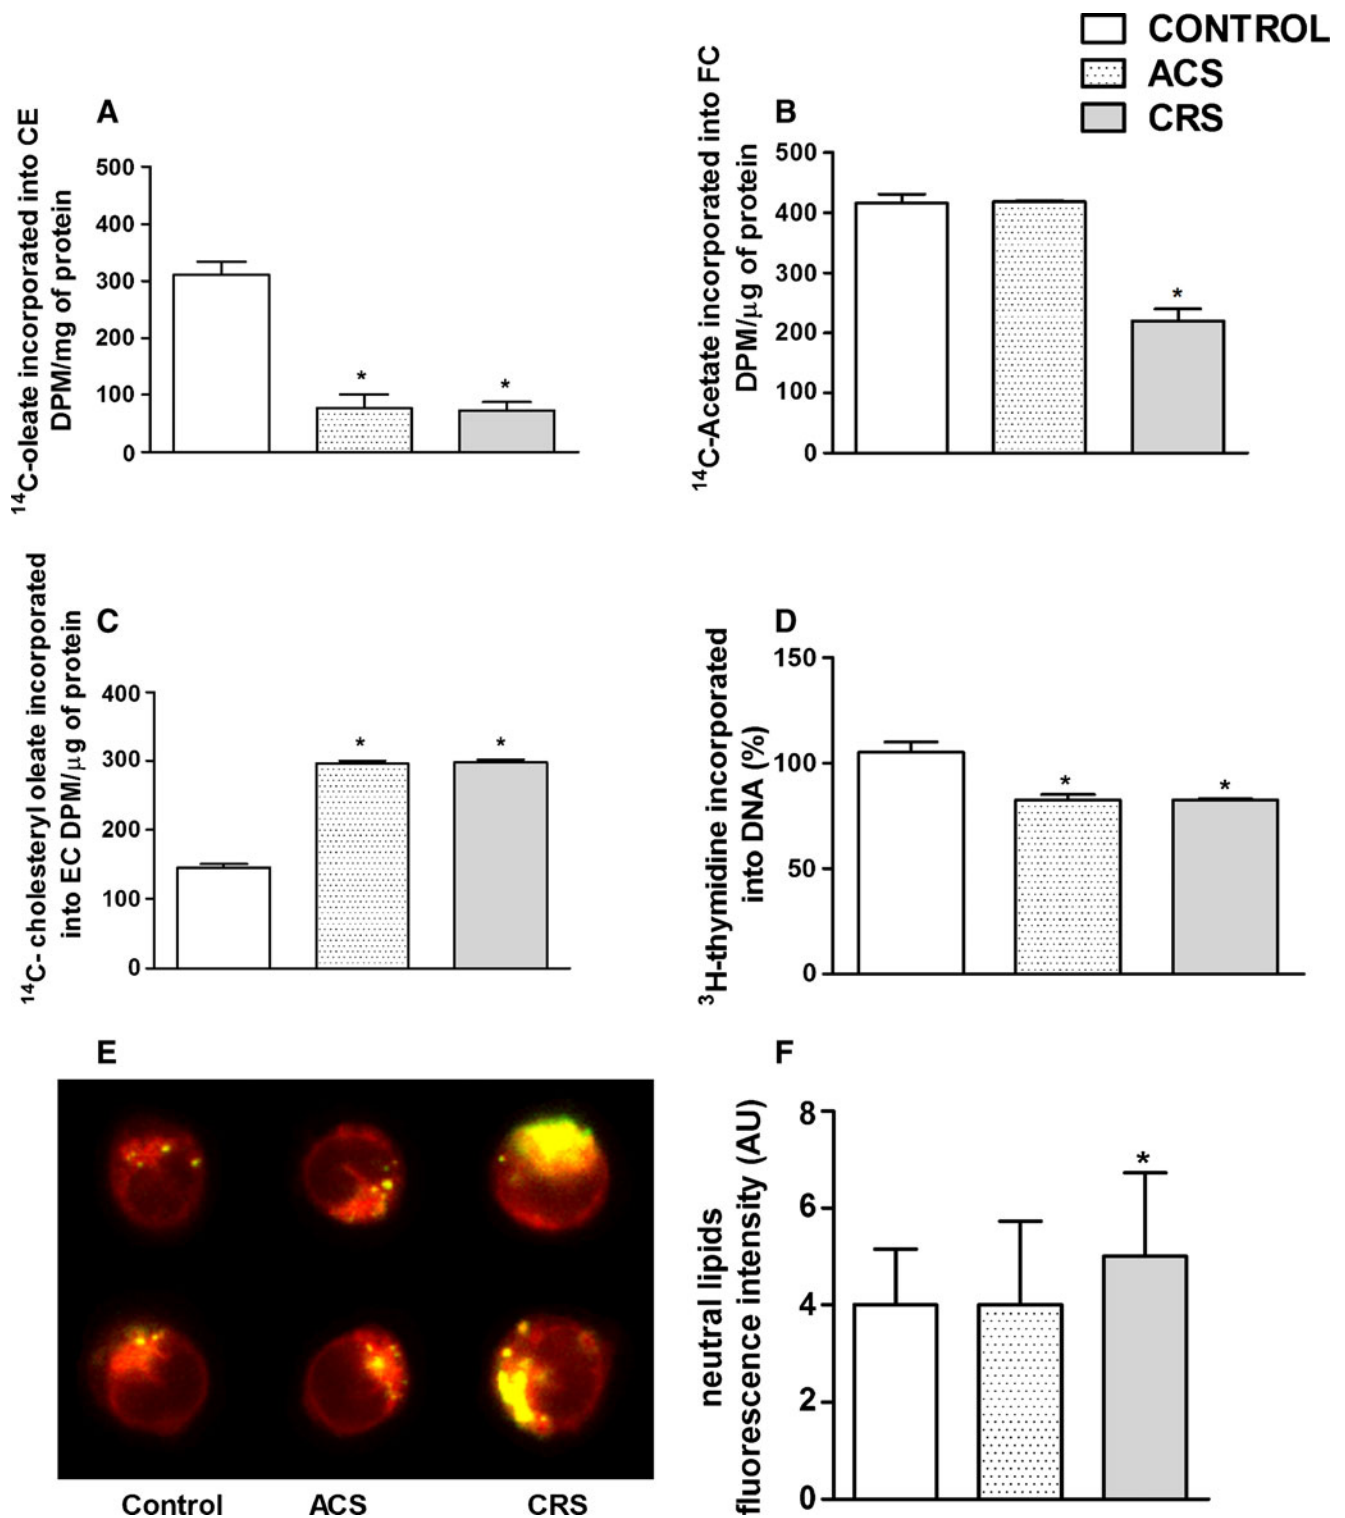 CONTROL
ACS
CRS
A
¹⁴C-oleate incorporated into CE
DPM/mg of protein
500
400
300
200
100
0
*
*
B
¹⁴C-Acetate incorporated into FC
DPM/μg of protein
500
400
300
200
100
0
*
C
¹⁴C- cholesteryl oleate incorporated
into EC DPM/μg of protein
400
300
200
100
0
*
*
D
³H-thymidine incorporated
into DNA (%)
150
100
50
0
*
*
E
Control
ACS
CRS
F
neutral lipids
fluorescence intensity (AU)
8
6
4
2
0
*